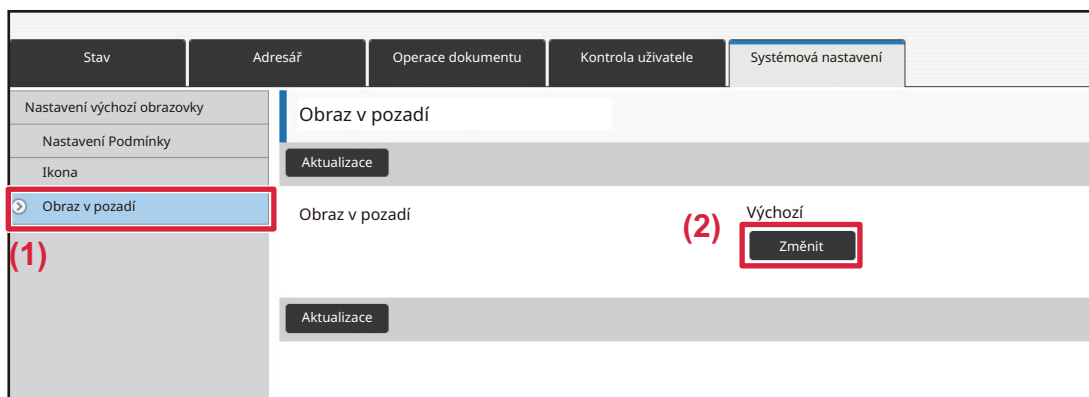 Stav
Adresář
Operace dokumentu
Kontrola uživatele
Systémová nastavení
Nastavení výchozí obrazovky
Nastavení Podmínky
Ikona
Obraz v pozadí
(1)
Obraz v pozadí
Aktualizace
Obraz v pozadí
(2)
Výchozí
Změnit
Aktualizace